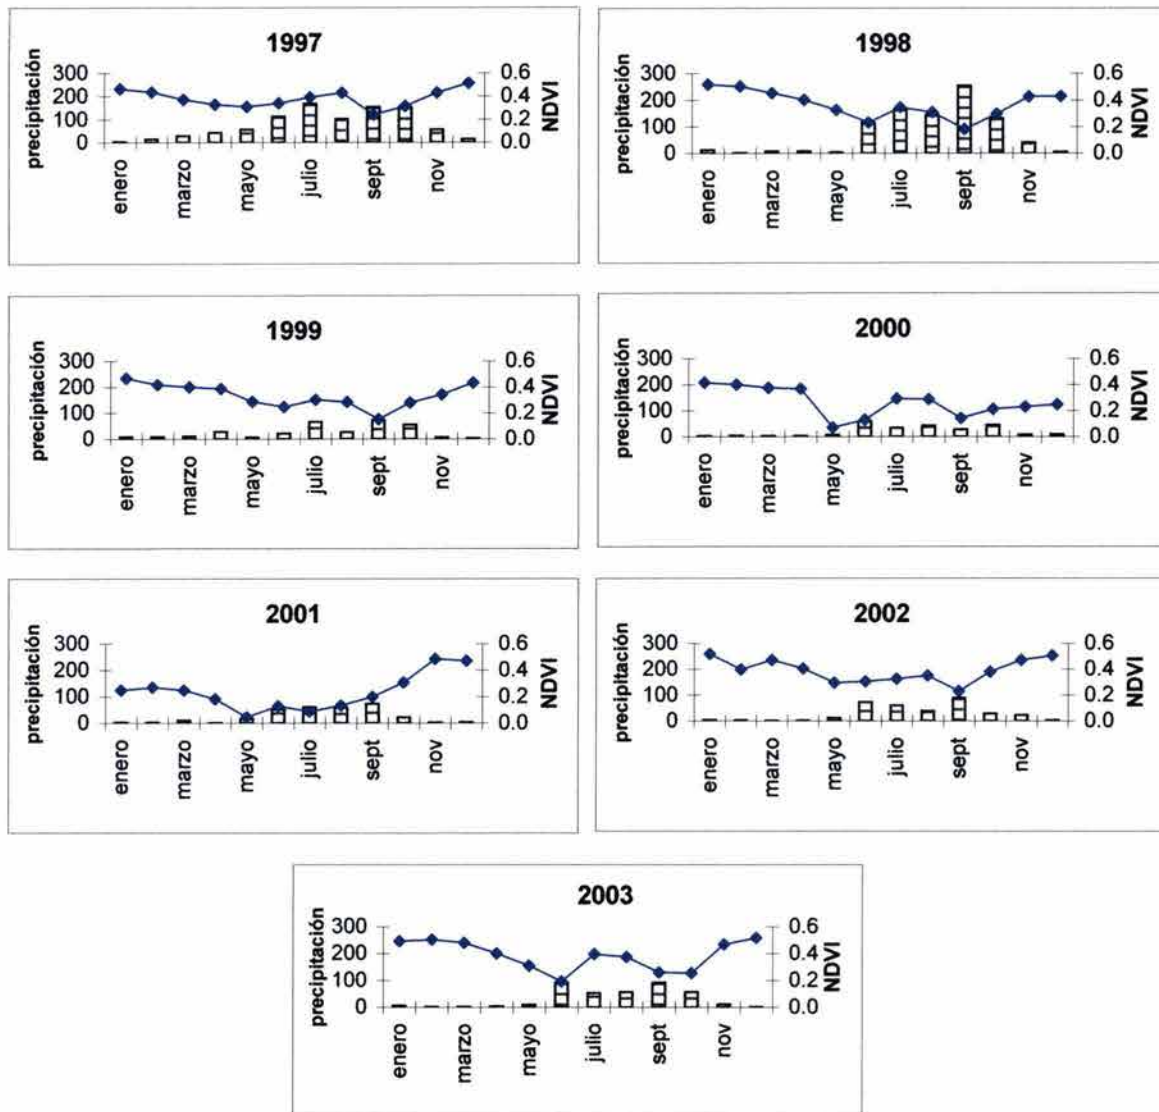 1997
precipitación
300
200
100
0
0.6
0.4
0.2
0.0
NDVI
enero
marzo
mayo
julio
sept
nov
1998
precipitación
300
200
100
0
0.6
0.4
0.2
0.0
NDVI
enero
marzo
mayo
julio
sept
nov
1999
precipitación
300
200
100
0
0.6
0.4
0.2
0.0
NDVI
enero
marzo
mayo
julio
sept
nov
2000
precipitación
300
200
100
0
0.6
0.4
0.2
0.0
NDVI
enero
marzo
mayo
julio
sept
nov
2001
precipitación
300
200
100
0
0.6
0.4
0.2
0.0
NDVI
enero
marzo
mayo
julio
sept
nov
2002
precipitación
300
200
100
0
0.6
0.4
0.2
0.0
NDVI
enero
marzo
mayo
julio
sept
nov
2003
precipitación
300
200
100
0
0.6
0.4
0.2
0.0
NDVI
enero
marzo
mayo
julio
sept
nov